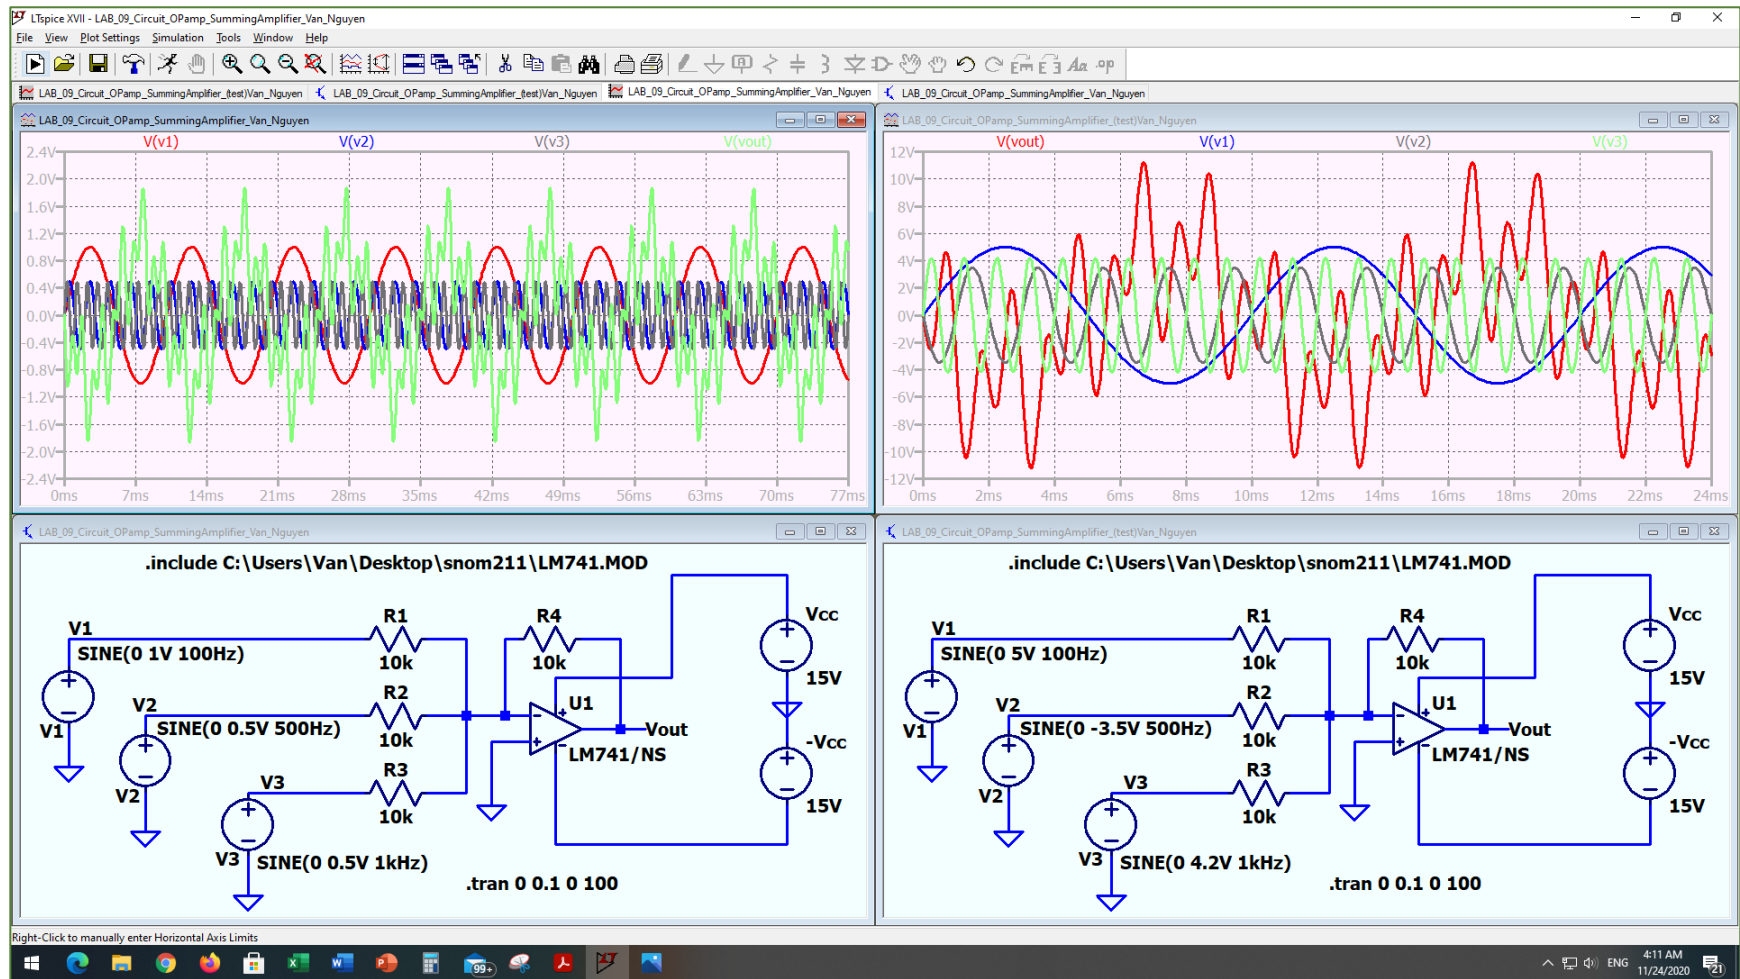 LTspice XVII - LAB_09_Circuit_OPamp_SummingAmplifier_Van_Nguyen
File View Plot Settings Simulation Tools Window Help
LAB_09_Circuit_OPamp_SummingAmplifier_(test)Van_Nguyen LAB_09_Circuit_OPamp_SummingAmplifier_(test)Van_Nguyen LAB_09_Circuit_OPamp_SummingAmplifier_Van_Nguyen LAB_09_Circuit_OPamp_SummingAmplifier_Van_Nguyen
LAB_09_Circuit_OPamp_SummingAmplifier_Van_Nguyen
V(v1) V(v2) V(v3) V(vout)
2.4V
2.0V
1.6V
1.2V
0.8V
0.4V
0.0V
-0.4V
-0.8V
-1.2V
-1.6V
-2.0V
-2.4V
0ms 7ms 14ms 21ms 28ms 35ms 42ms 49ms 56ms 63ms 70ms 77ms
LAB_09_Circuit_OPamp_SummingAmplifier_(test)Van_Nguyen
V(vout) V(v1) V(v2) V(v3)
12V
10V
8V
6V
4V
2V
0V
-2V
-4V
-6V
-8V
-10V
-12V
0ms 2ms 4ms 6ms 8ms 10ms 12ms 14ms 16ms 18ms 20ms 22ms 24ms
LAB_09_Circuit_OPamp_SummingAmplifier_Van_Nguyen
.include C:\Users\Van\Desktop\snom211\LM741.MOD
V1
SINE(0 1V 100Hz)
V1
R1
10k
R4
10k
Vcc
15V
V2
SINE(0 0.5V 500Hz)
V2
R2
10k
U1
LM741/NS
Vout
-Vcc
15V
V3
R3
10k
V3
SINE(0 0.5V 1kHz)
.tran 0 0.1 0 100
LAB_09_Circuit_OPamp_SummingAmplifier_(test)Van_Nguyen
.include C:\Users\Van\Desktop\snom211\LM741.MOD
V1
SINE(0 5V 100Hz)
V1
R1
10k
R4
10k
Vcc
15V
V2
SINE(0 -3.5V 500Hz)
V2
R2
10k
U1
LM741/NS
Vout
-Vcc
15V
V3
R3
10k
V3
SINE(0 4.2V 1kHz)
.tran 0 0.1 0 100
Right-Click to manually enter Horizontal Axis Limits
99+
ENG
4:11 AM
11/24/2020
21